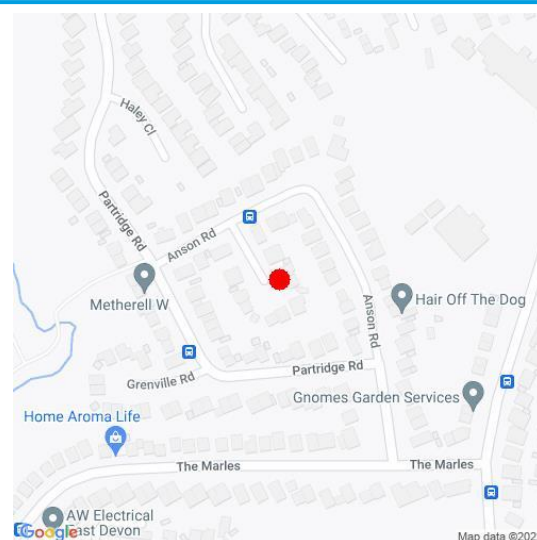 Haley Cl
Partridge Rd
Anson Rd
Metherell W
Anson Rd
Hair Off The Dog
Partridge Rd
Grenville Rd
Gnomes Garden Services
Home Aroma Life
The Marles
The Marles
AW Electrical
East Devon
Google
Map data ©202